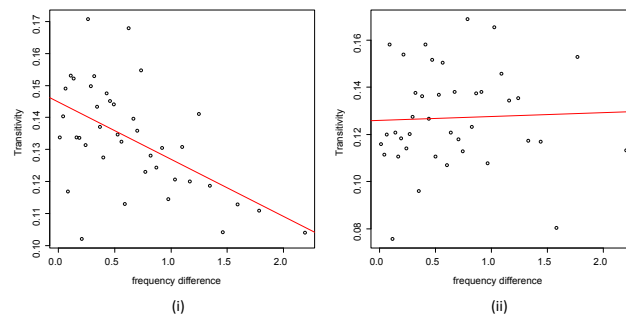 0.17
0.16
0.15
0.14
0.13
0.12
0.11
0.10
Transitivity
0.0 0.5 1.0 1.5 2.0
frequency difference
(i)
0.16
0.14
0.12
0.10
0.08
Transitivity
0.0 0.5 1.0 1.5 2.0
frequency difference
(ii)